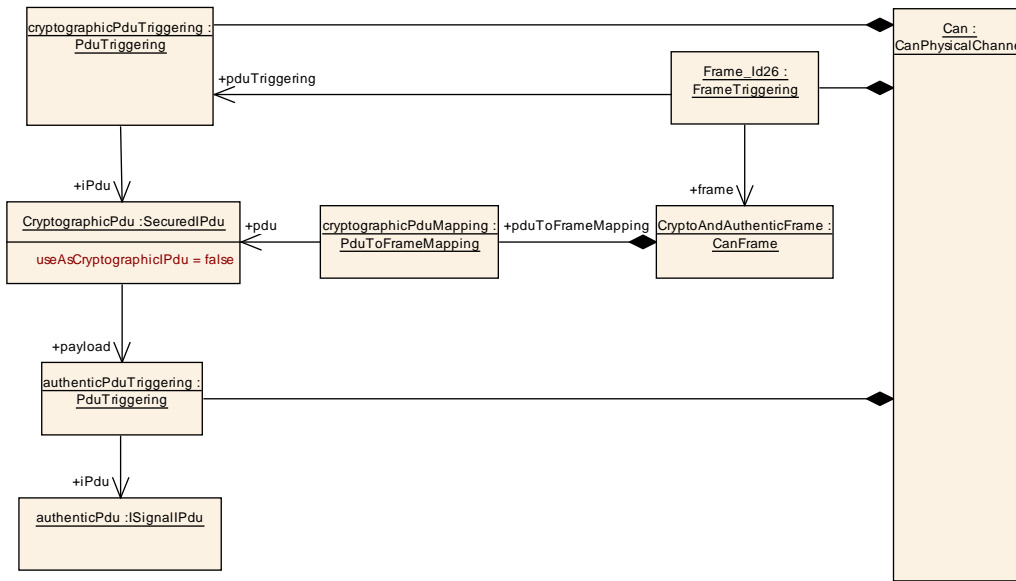 cryptographicPduTriggering :
PduTriggering
Can :
CanPhysicalChanne
+pduTriggering
Frame_Id26 :
FrameTriggering
+iPdu
+frame
CryptographicPdu :SecuredIPdu
useAsCryptographicIPdu = false
+pdu
cryptographicPduMapping :
PduToFrameMapping
+pduToFrameMapping
CryptoAndAuthenticFrame :
CanFrame
+payload
authenticPduTriggering :
PduTriggering
+iPdu
authenticPdu :ISignalIPdu